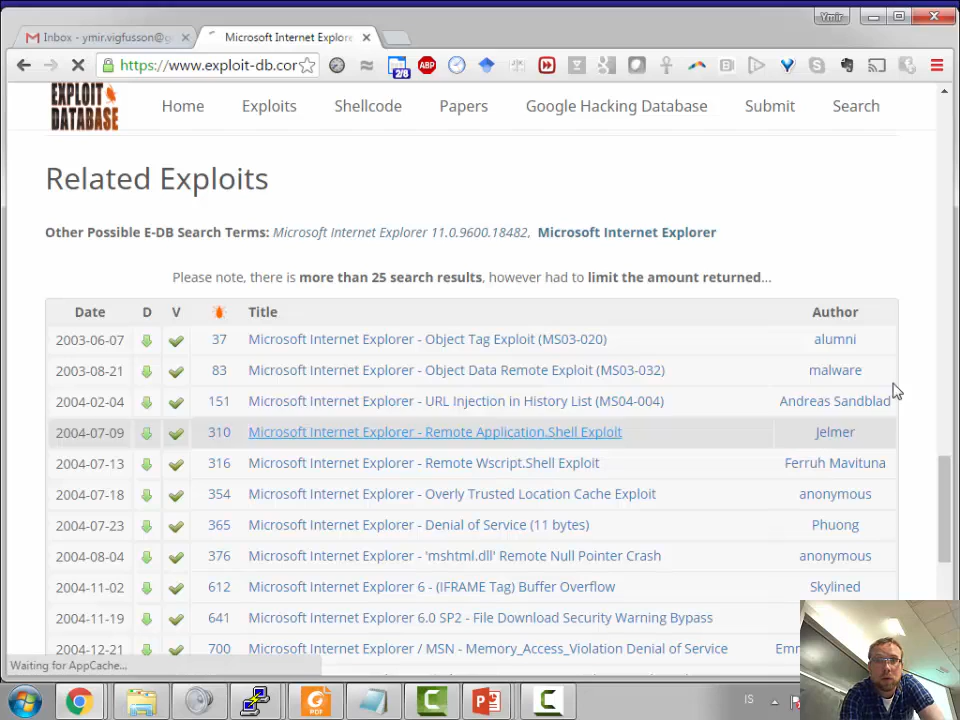 Ymir
Inbox - ymir.vigfusson@g
Microsoft Internet Explore
https://www.exploit-db.cor
2/8
ABP
EXPLOIT
DATABASE
Home Exploits Shellcode Papers Google Hacking Database Submit Search
Related Exploits
Other Possible E-DB Search Terms: Microsoft Internet Explorer 11.0.9600.18482, Microsoft Internet Explorer
Please note, there is more than 25 search results, however had to limit the amount returned...
Date D V Title Author
2003-06-07 37 Microsoft Internet Explorer - Object Tag Exploit (MS03-020) alumni
2003-08-21 83 Microsoft Internet Explorer - Object Data Remote Exploit (MS03-032) malware
2004-02-04 151 Microsoft Internet Explorer - URL Injection in History List (MS04-004) Andreas Sandblad
2004-07-09 310 Microsoft Internet Explorer - Remote Application.Shell Exploit Jelmer
2004-07-13 316 Microsoft Internet Explorer - Remote Wscript.Shell Exploit Ferruh Mavituna
2004-07-18 354 Microsoft Internet Explorer - Overly Trusted Location Cache Exploit anonymous
2004-07-23 365 Microsoft Internet Explorer - Denial of Service (11 bytes) Phuong
2004-08-04 376 Microsoft Internet Explorer - 'mshtml.dll' Remote Null Pointer Crash anonymous
2004-11-02 612 Microsoft Internet Explorer 6 - (IFRAME Tag) Buffer Overflow Skylined
2004-11-19 641 Microsoft Internet Explorer 6.0 SP2 - File Download Security Warning Bypass
2004-12-21 700 Microsoft Internet Explorer / MSN - Memory_Access_Violation Denial of Service Emm
Waiting for AppCache...
PDF
IS